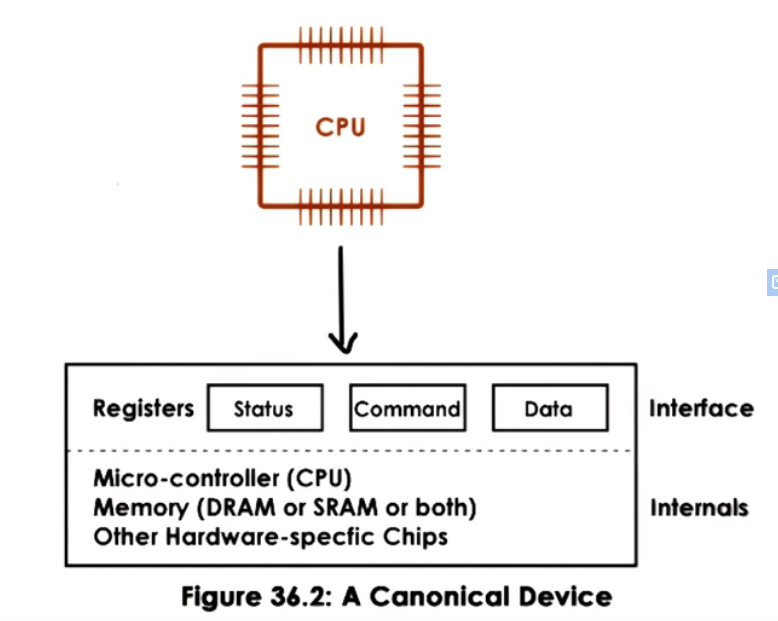 CPU
Registers Status Command Data Interface
Micro-controller (CPU)
Memory (DRAM or SRAM or both) Internals
Other Hardware-specfic Chips
Figure 36.2: A Canonical Device